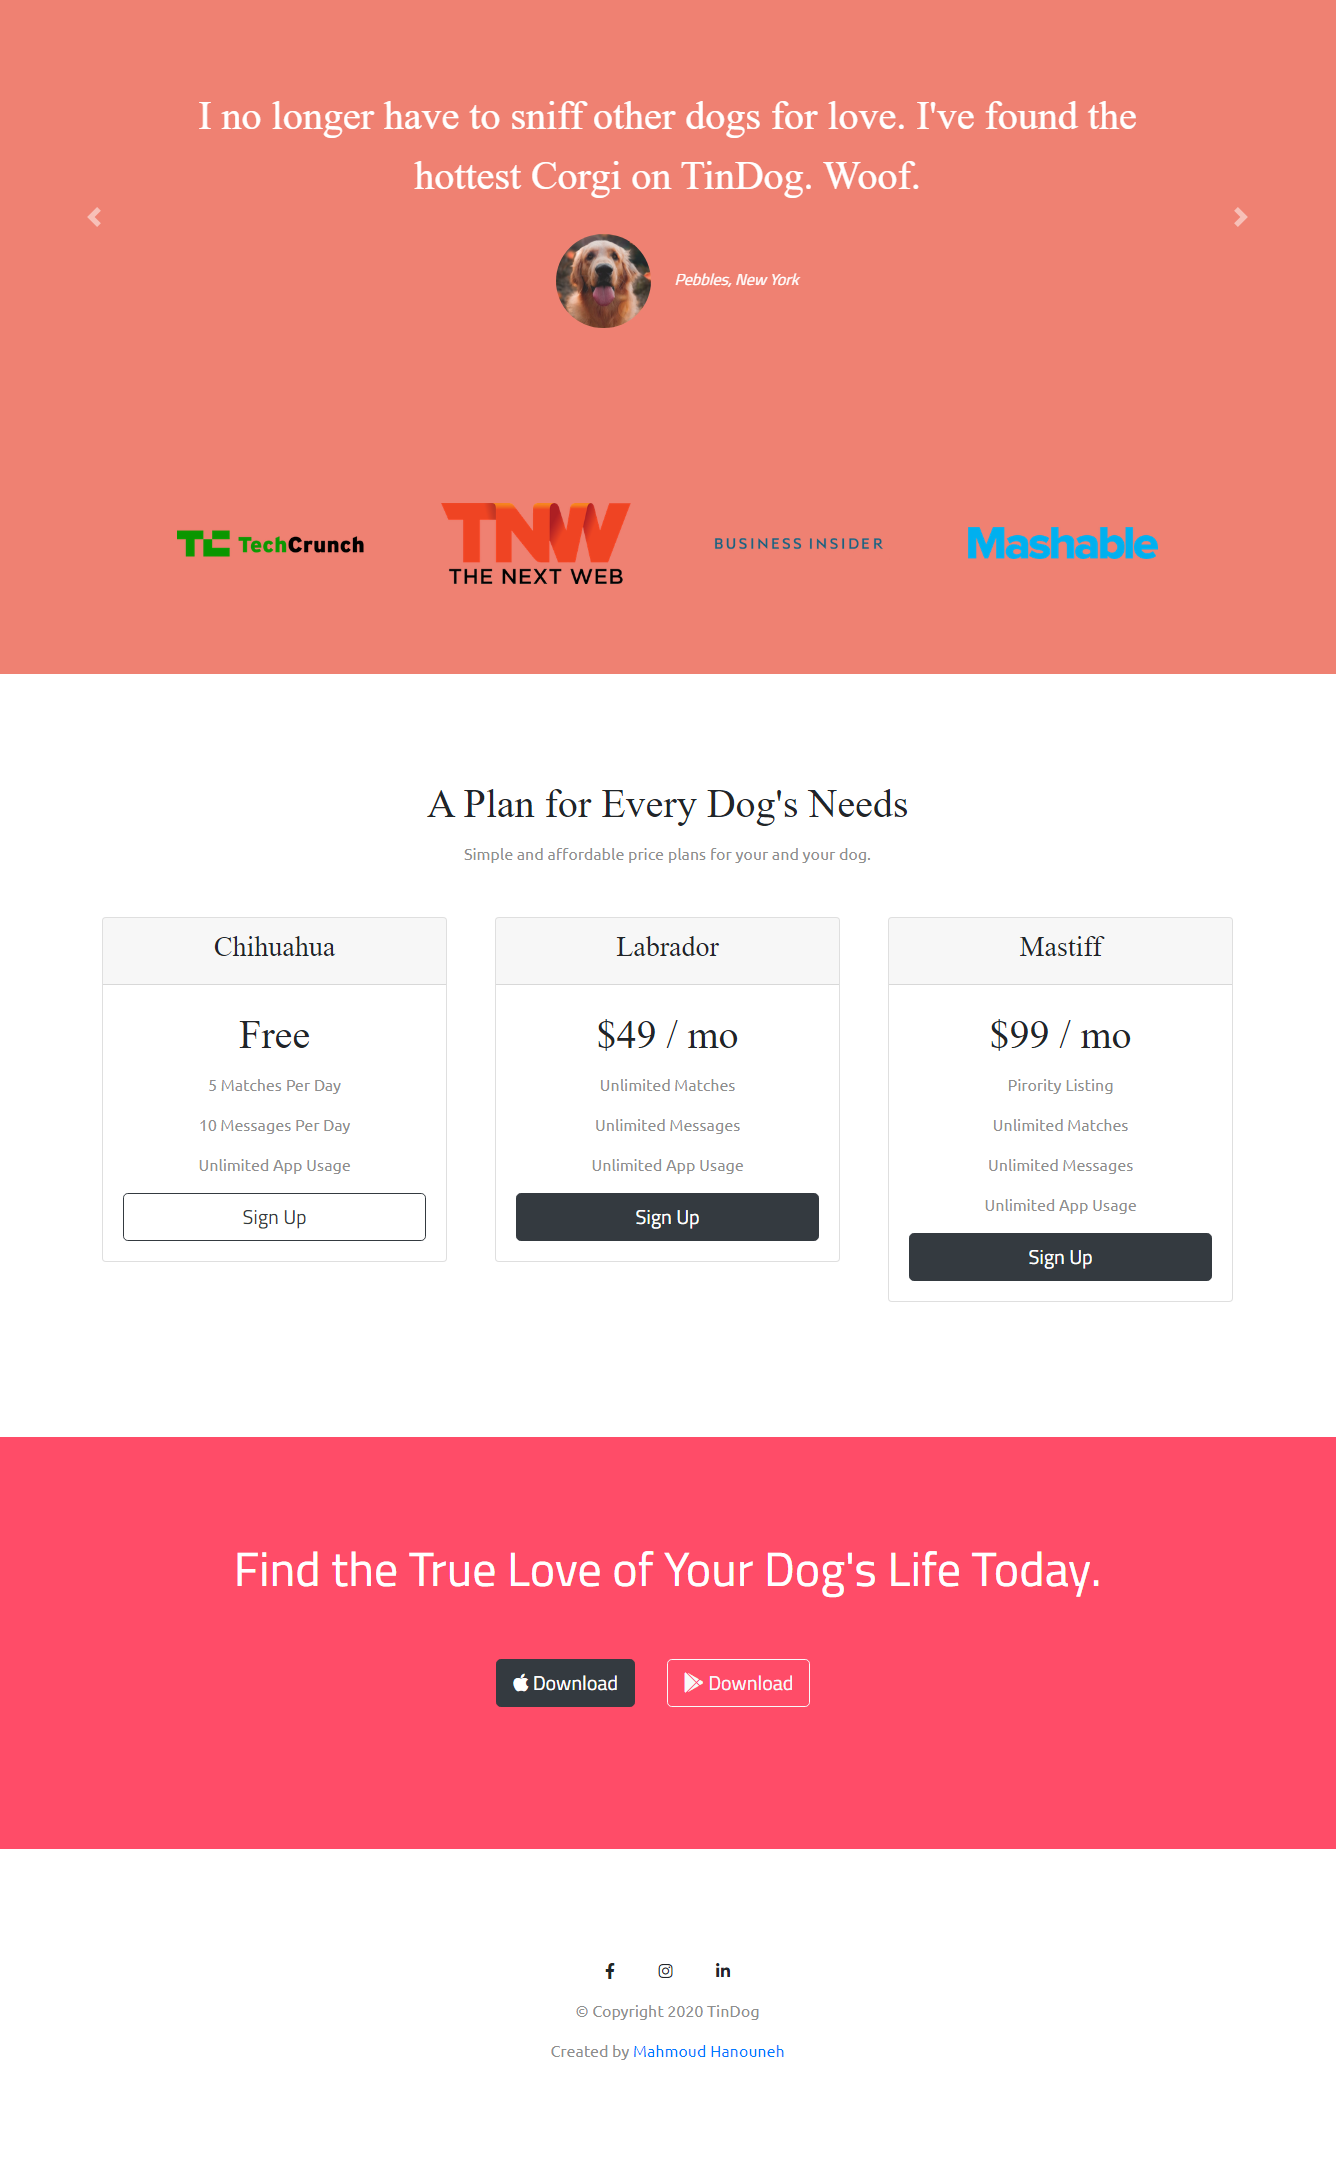 I no longer have to sniff other dogs for love. I've found the
hottest Corgi on TinDog. Woof.
Pebbles, New York
TC TechCrunch
TNW
THE NEXT WEB
BUSINESS INSIDER
Mashable
A Plan for Every Dog's Needs
Simple and affordable price plans for your and your dog.
Chihuahua
Free
5 Matches Per Day
10 Messages Per Day
Unlimited App Usage
Sign Up
Labrador
$49 / mo
Unlimited Matches
Unlimited Messages
Unlimited App Usage
Sign Up
Mastiff
$99 / mo
Pirority Listing
Unlimited Matches
Unlimited Messages
Unlimited App Usage
Sign Up
Find the True Love of Your Dog's Life Today.
Download
Download
© Copyright 2020 TinDog
Created by Mahmoud Hanouneh